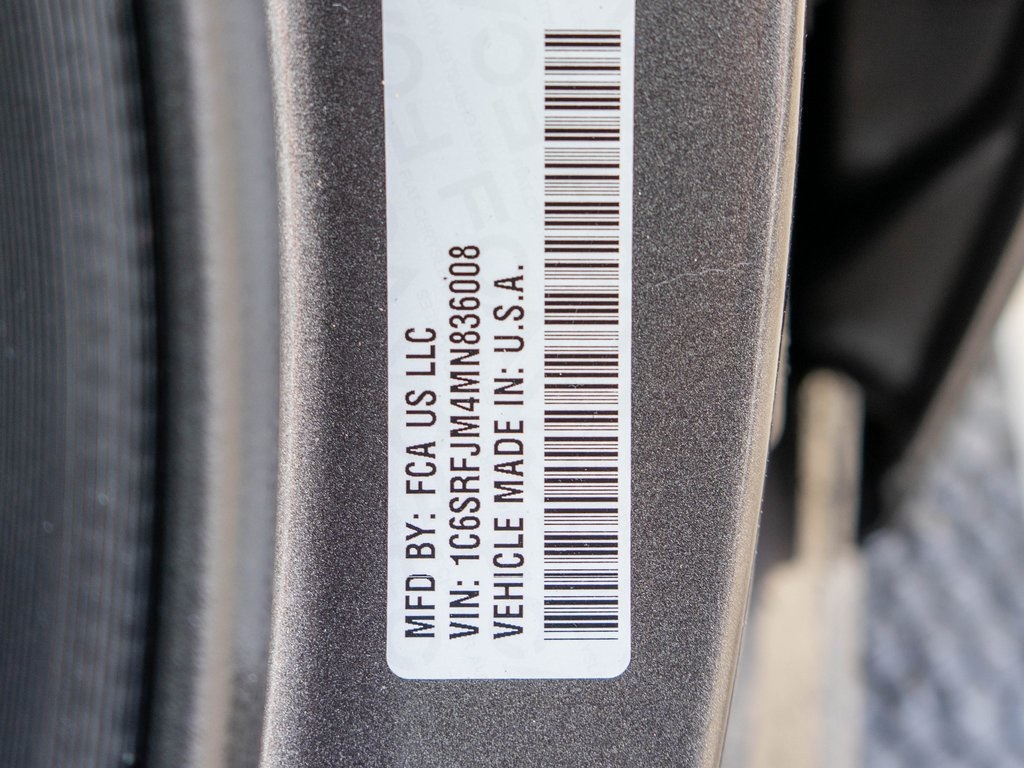 MFD BY: FCA US LLC
VIN: 1C6SRFJM4MN836008
VEHICLE MADE IN: U.S.A.